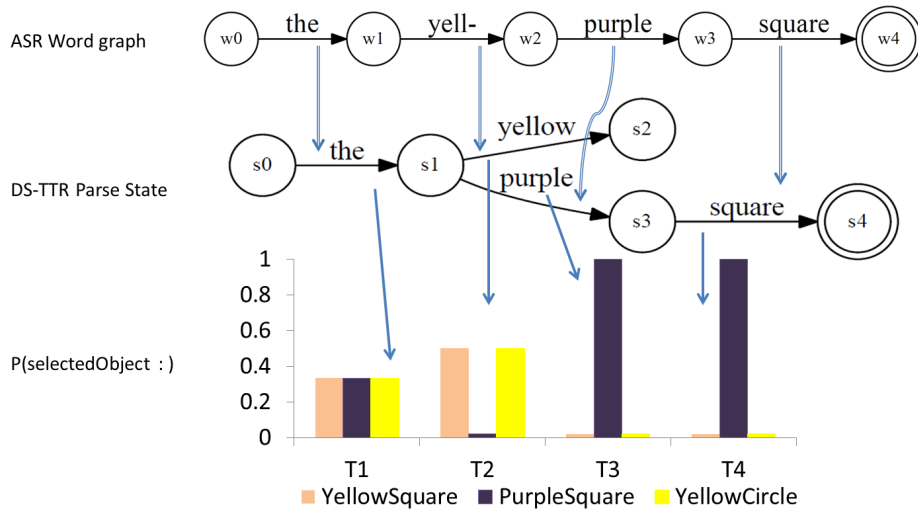 the yell- purple square
ASR Word graph w0 w1 w2 w3 w4
yellow s2
the
s0 s1
DS-TTR Parse State purple
square
s3 s4
1
0.8
0.6
P(selectedObject : )
0.4
0.2
0
T1 T2 T3 T4
YellowSquare PurpleSquare YellowCircle